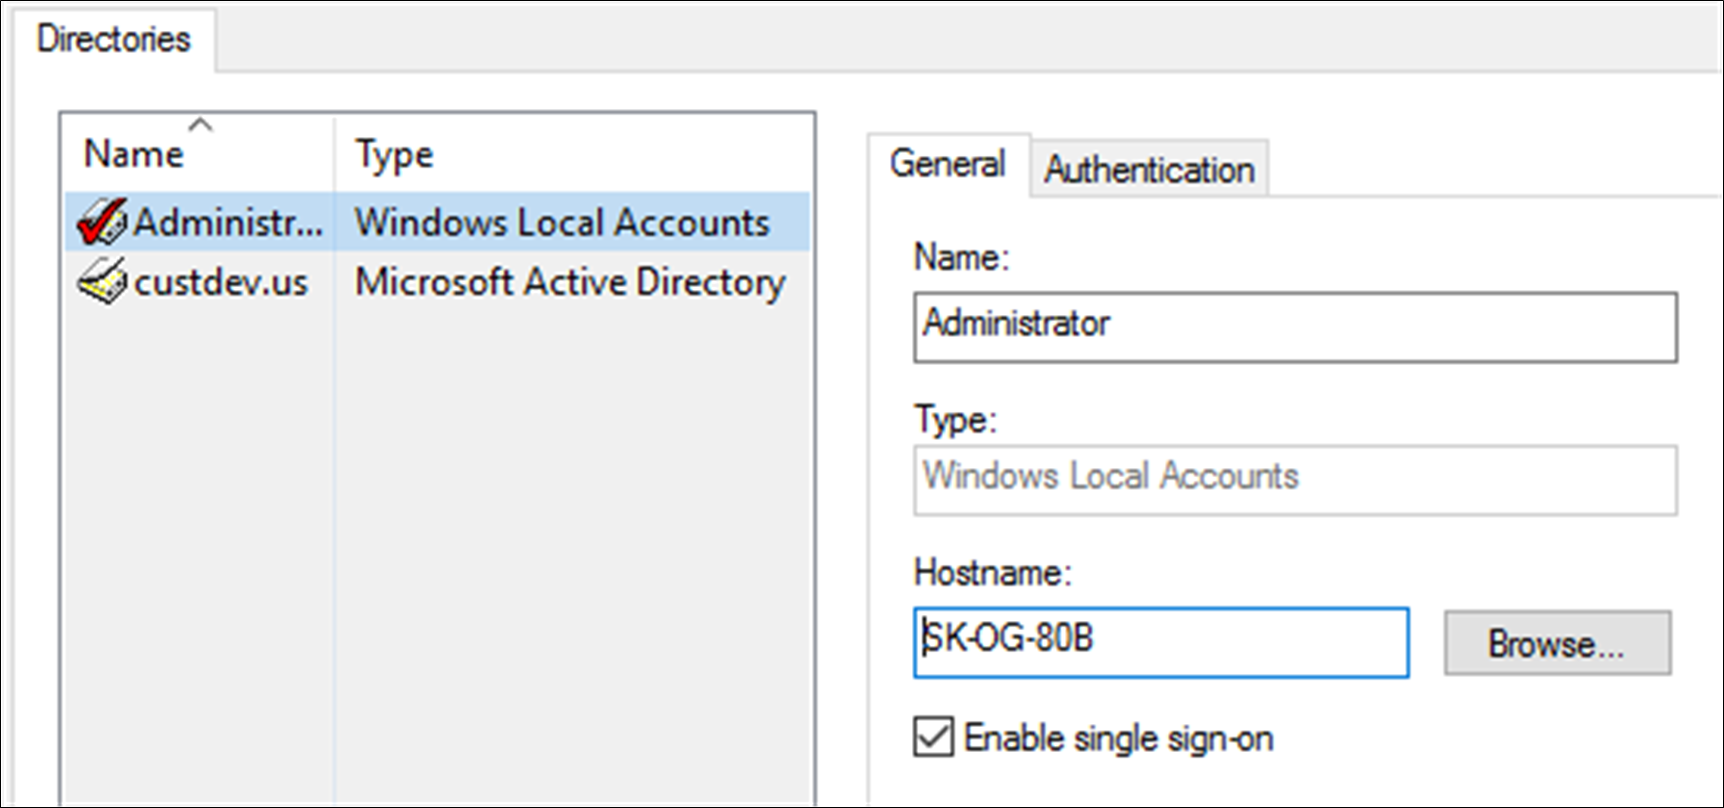 Directories
Name Type
Administr... Windows Local Accounts
custdev.us Microsoft Active Directory
General Authentication
Name:
Administrator
Type:
Windows Local Accounts
Hostname:
SK-OG-80B Browse...
Enable single sign-on